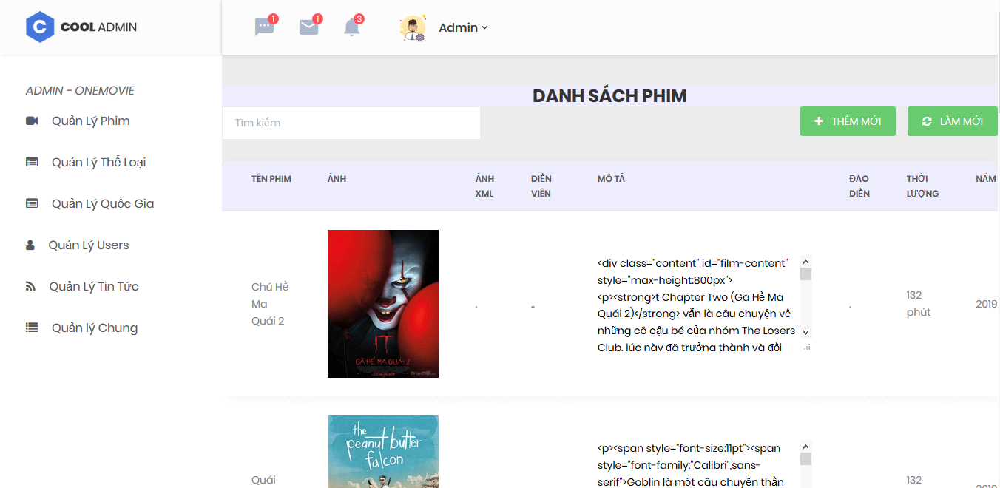 COOL ADMIN
1
1
3
Admin
ADMIN - ONEMOVIE
Quản Lý Phim
Quản Lý Thể Loại
Quản Lý Quốc Gia
Quản Lý Users
Quản Lý Tin Tức
Quản lý Chung
DANH SÁCH PHIM
Tìm kiếm
THÊM MỚI
LÀM MỚI
TÊN PHIM
ẢNH
ẢNH
XML
DIỄN
VIÊN
MÔ TẢ
ĐẠO
DIỄN
THỜI
LƯỢNG
NĂM
Chú Hề
Ma
Quái 2
IT
GÃ HỀ MA QUÁI 2
.
..
<div class="content" id="film-content"
style="max-height:800px">
<p><strong>t Chapter Two (Gã Hề Ma
Quái 2)</strong> vẫn là câu chuyện về
những cô cậu bé của nhóm The Losers
Club, lúc này đã trưởng thành và đối
.
132
phút
2019
Quái
the
peanut butter
falcon
<p><span style="font-size:11pt"><span
style="font-family:"Calibri",sans-
serif">Goblin là một câu chuyện thần
132
2019